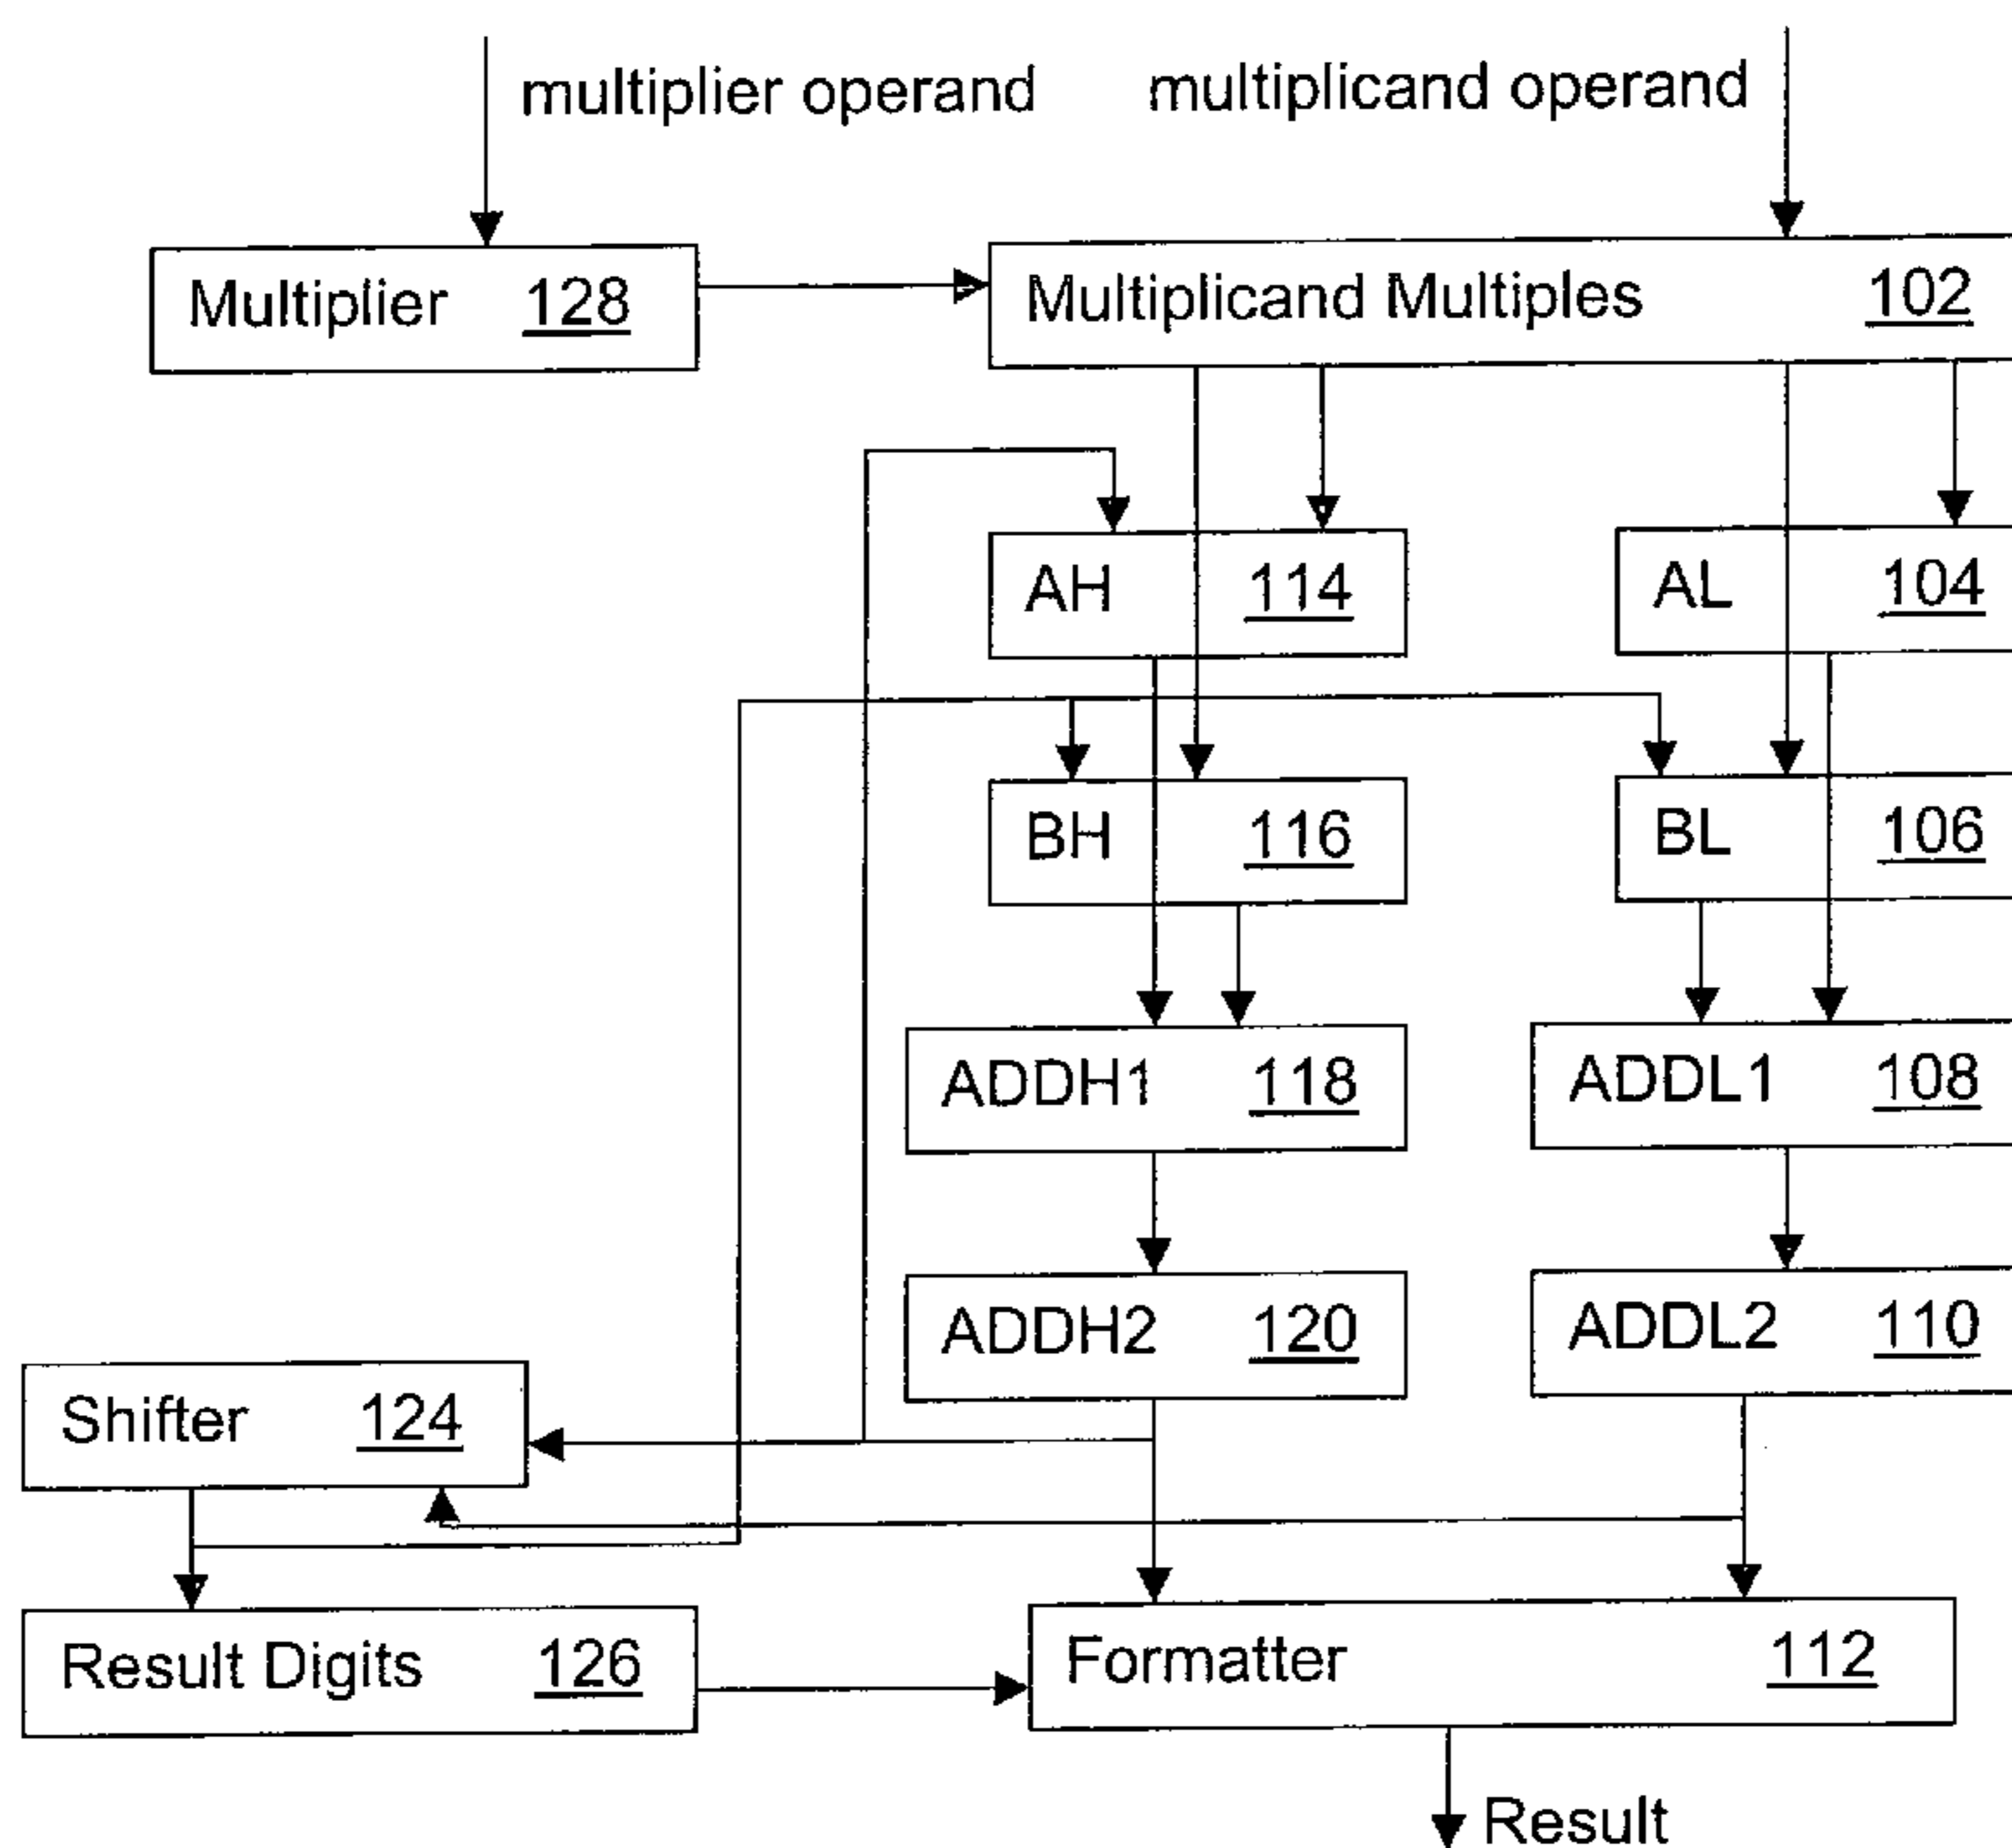 multiplier operand
multiplicand operand
Multiplier 128
Multiplicand Multiples 102
AH 114
AL 104
BH 116
BL 106
ADDH1 118
ADDL1 108
ADDH2 120
ADDL2 110
Shifter 124
Result Digits 126
Formatter 112
Result